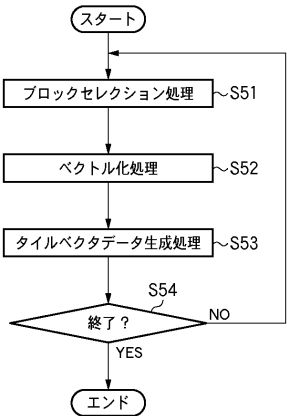 スタート
ブロックセレクション処理
S51
ベクトル化処理
S52
タイルベクタデータ生成処理
S53
S54
終了？
NO
YES
エンド